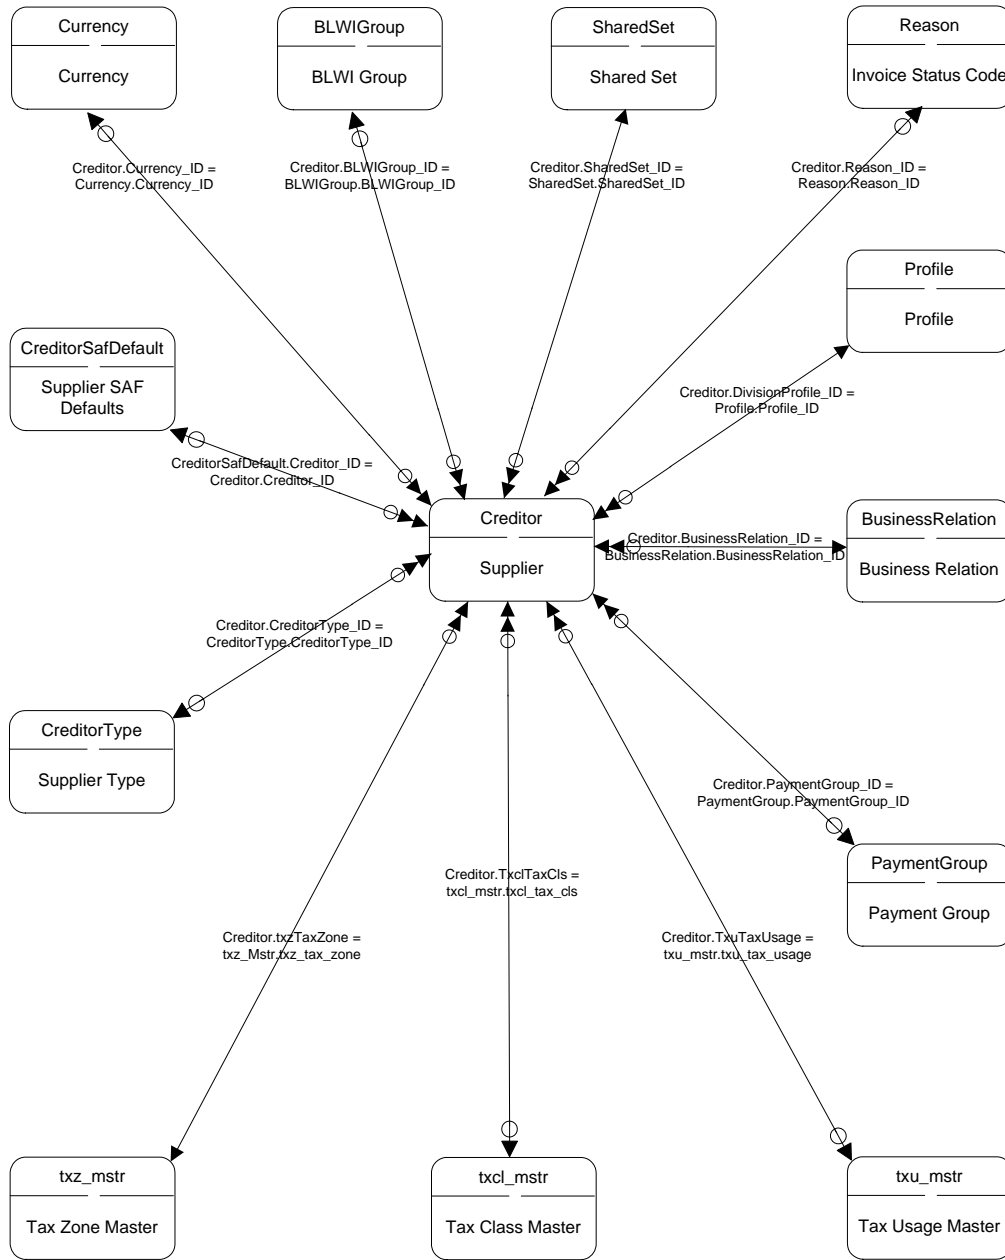 Currency
Currency
BLWIGroup
BLWI Group
SharedSet
Shared Set
Reason
Invoice Status Code
Creditor.Currency_ID =
Currency.Currency_ID
Creditor.BLWIGroup_ID =
BLWIGroup.BLWIGroup_ID
Creditor.SharedSet_ID =
SharedSet.SharedSet_ID
Creditor.Reason_ID =
Reason.Reason_ID
Profile
Profile
CreditorSafDefault
Supplier SAF
Defaults
Creditor.DivisionProfile_ID =
Profile.Profile_ID
CreditorSafDefault.Creditor_ID =
Creditor.Creditor_ID
Creditor
Supplier
Creditor.BusinessRelation_ID =
BusinessRelation.BusinessRelation_ID
BusinessRelation
Business Relation
Creditor.CreditorType_ID =
CreditorType.CreditorType_ID
CreditorType
Supplier Type
Creditor.PaymentGroup_ID =
PaymentGroup.PaymentGroup_ID
PaymentGroup
Payment Group
Creditor.TxclTaxCls =
txcl_mstr.txcl_tax_cls
Creditor.txzTaxZone =
txz_Mstr.txz_tax_zone
Creditor.TxuTaxUsage =
txu_mstr.txu_tax_usage
txz_mstr
Tax Zone Master
txcl_mstr
Tax Class Master
txu_mstr
Tax Usage Master